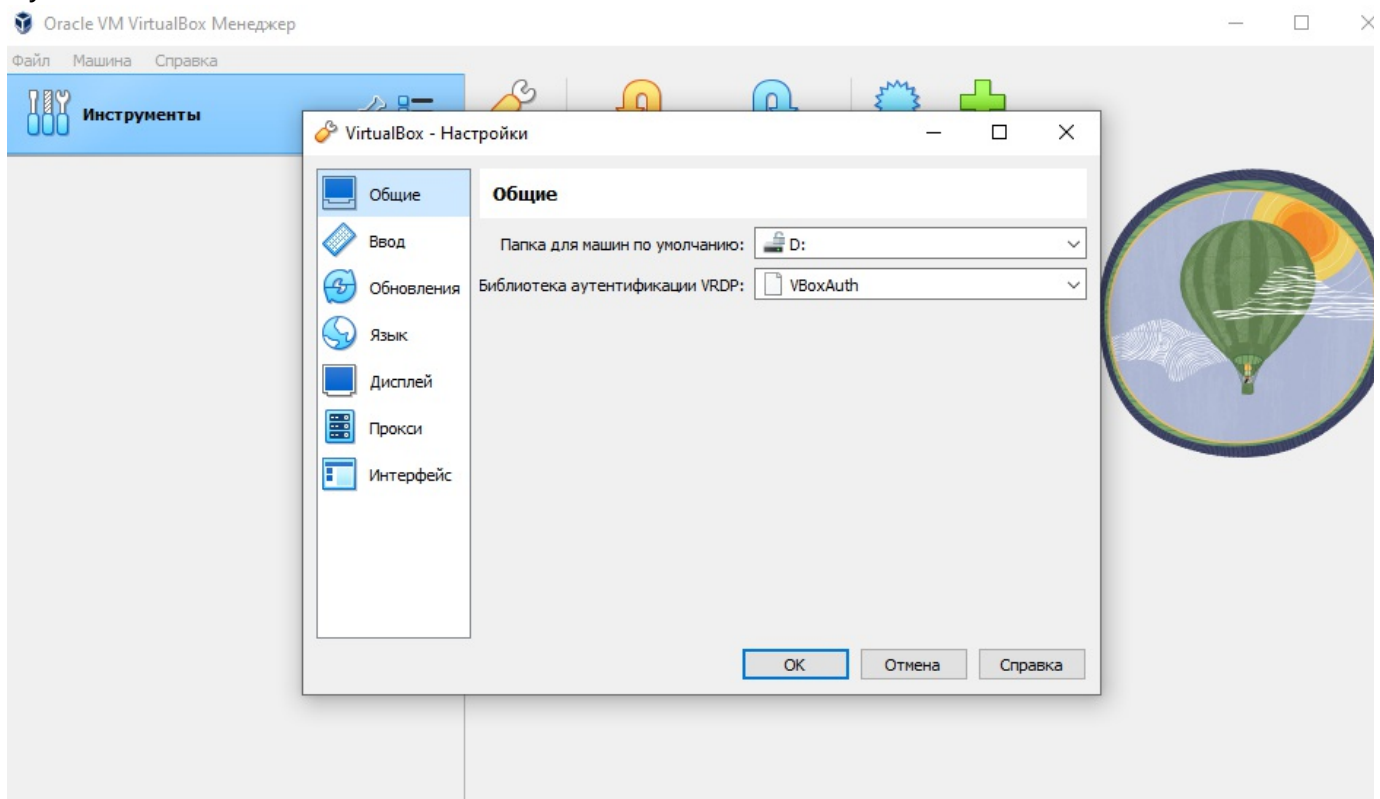 Oracle VM VirtualBox Менеджер
Файл Машина Справка
Инструменты
VirtualBox - Настройки
Общие
Ввод
Обновления
Язык
Дисплей
Прокси
Интерфейс
Общие
Папка для машин по умолчанию: D:
Библиотека аутентификации VRDP: VBoxAuth
OK Отмена Справка